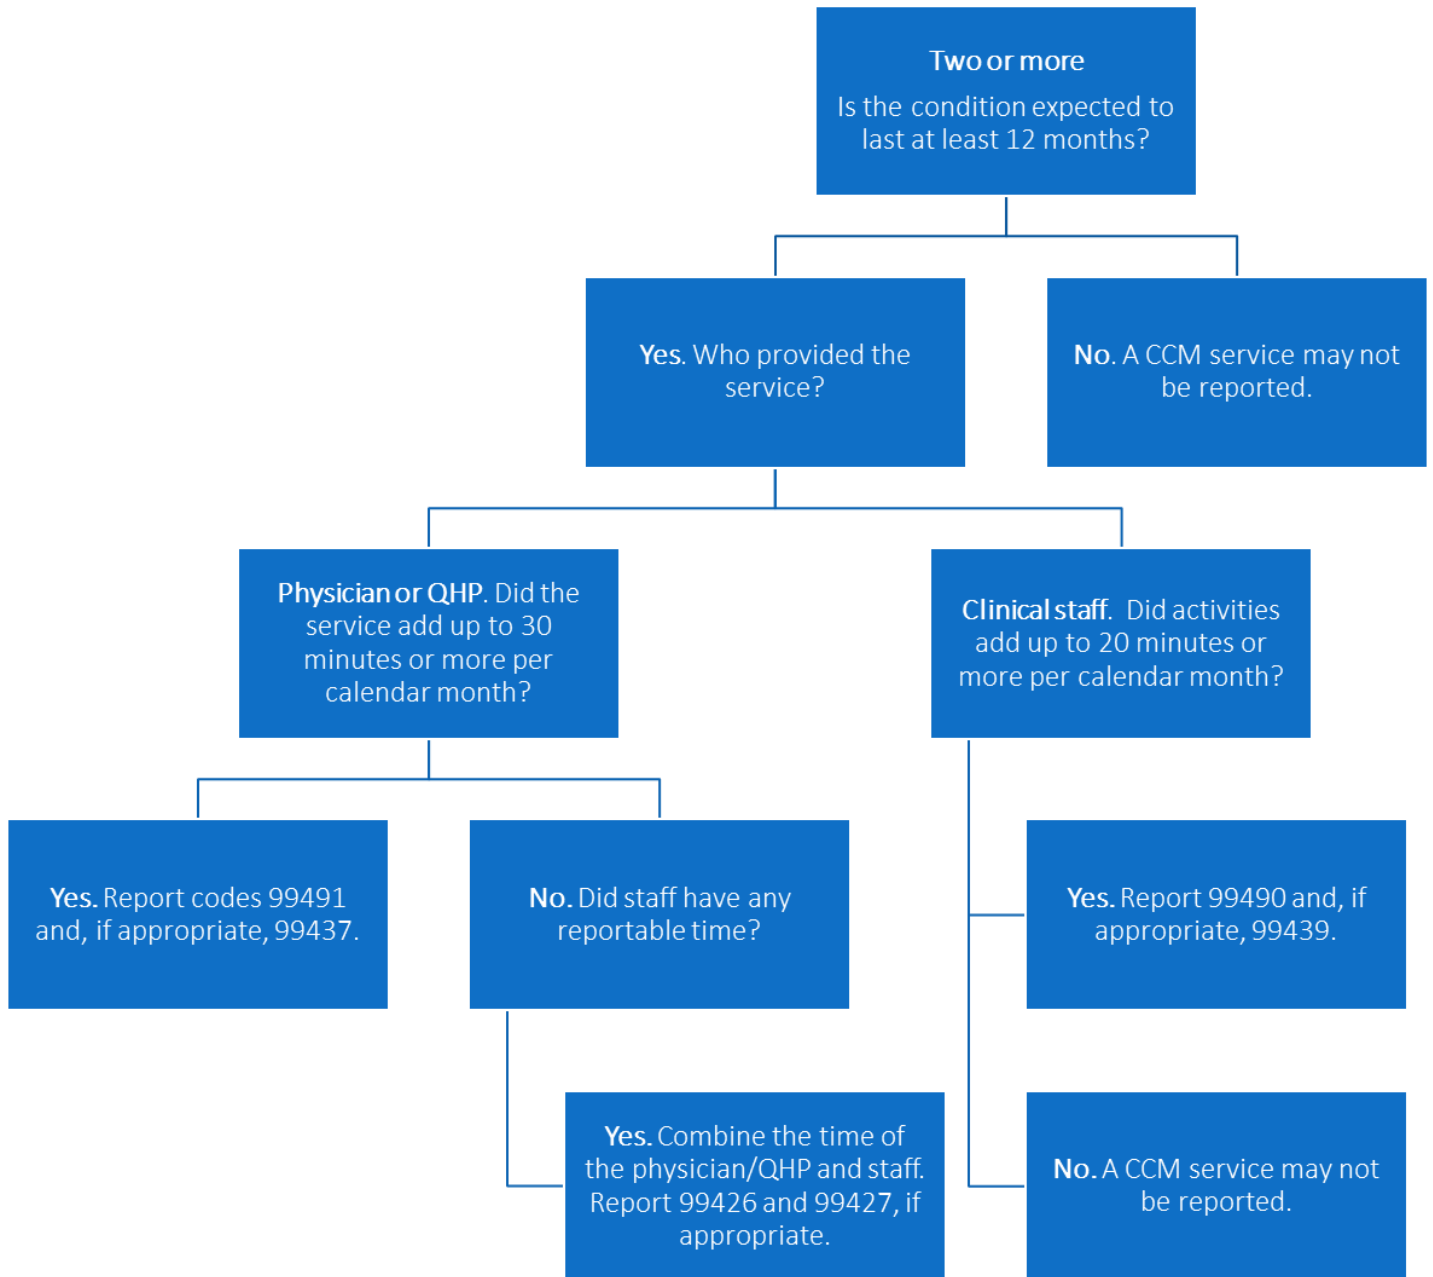 Two or more
Is the condition expected to
last at least 12 months?
Yes. Who provided the
service?
No. A CCM service may not
be reported.
Physician or QHP. Did the
service add up to 30
minutes or more per
calendar month?
Clinical staff.  Did activities
add up to 20 minutes or
more per calendar month?
Yes. Report codes 99491
and, if appropriate, 99437.
No. Did staff have any
reportable time?
Yes. Report 99490 and, if
appropriate, 99439.
Yes. Combine the time of
the physician/QHP and staff.
Report 99426 and 99427, if
appropriate.
No. A CCM service may not
be reported.